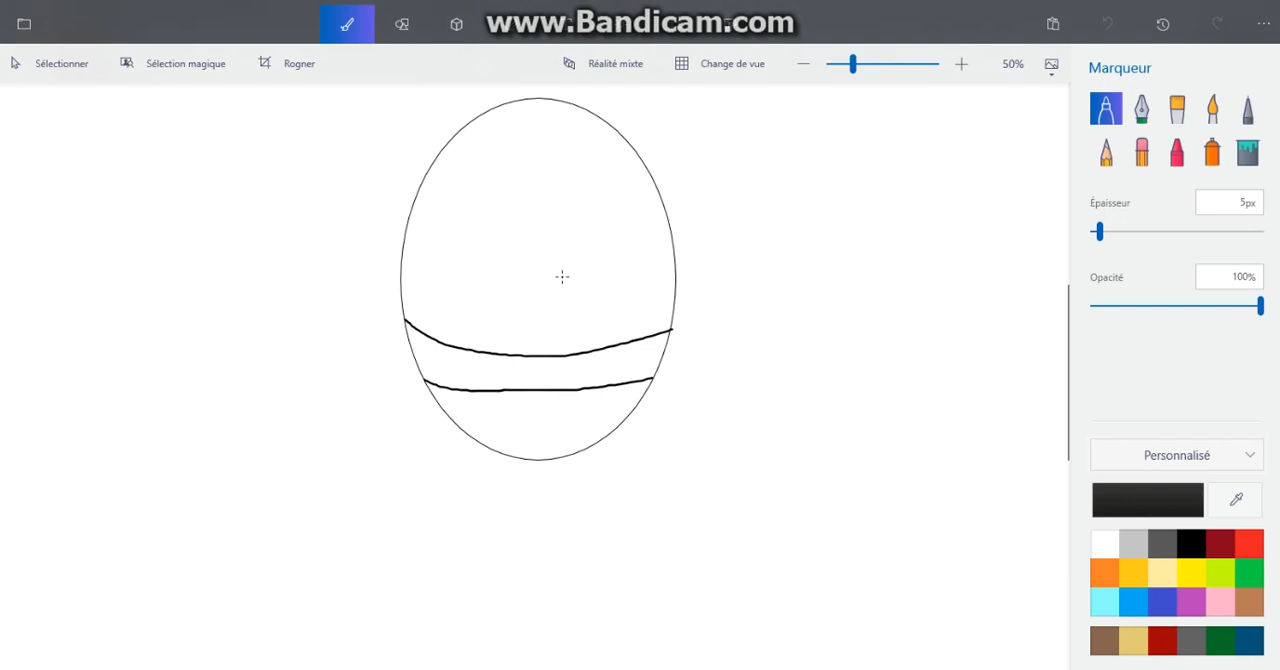 www.Bandicam.com
Sélectionner
Sélection magique
Rogner
Réalité mixte
Change de vue
50%
Marqueur
Épaisseur
5px
Opacité
100%
Personnalisé